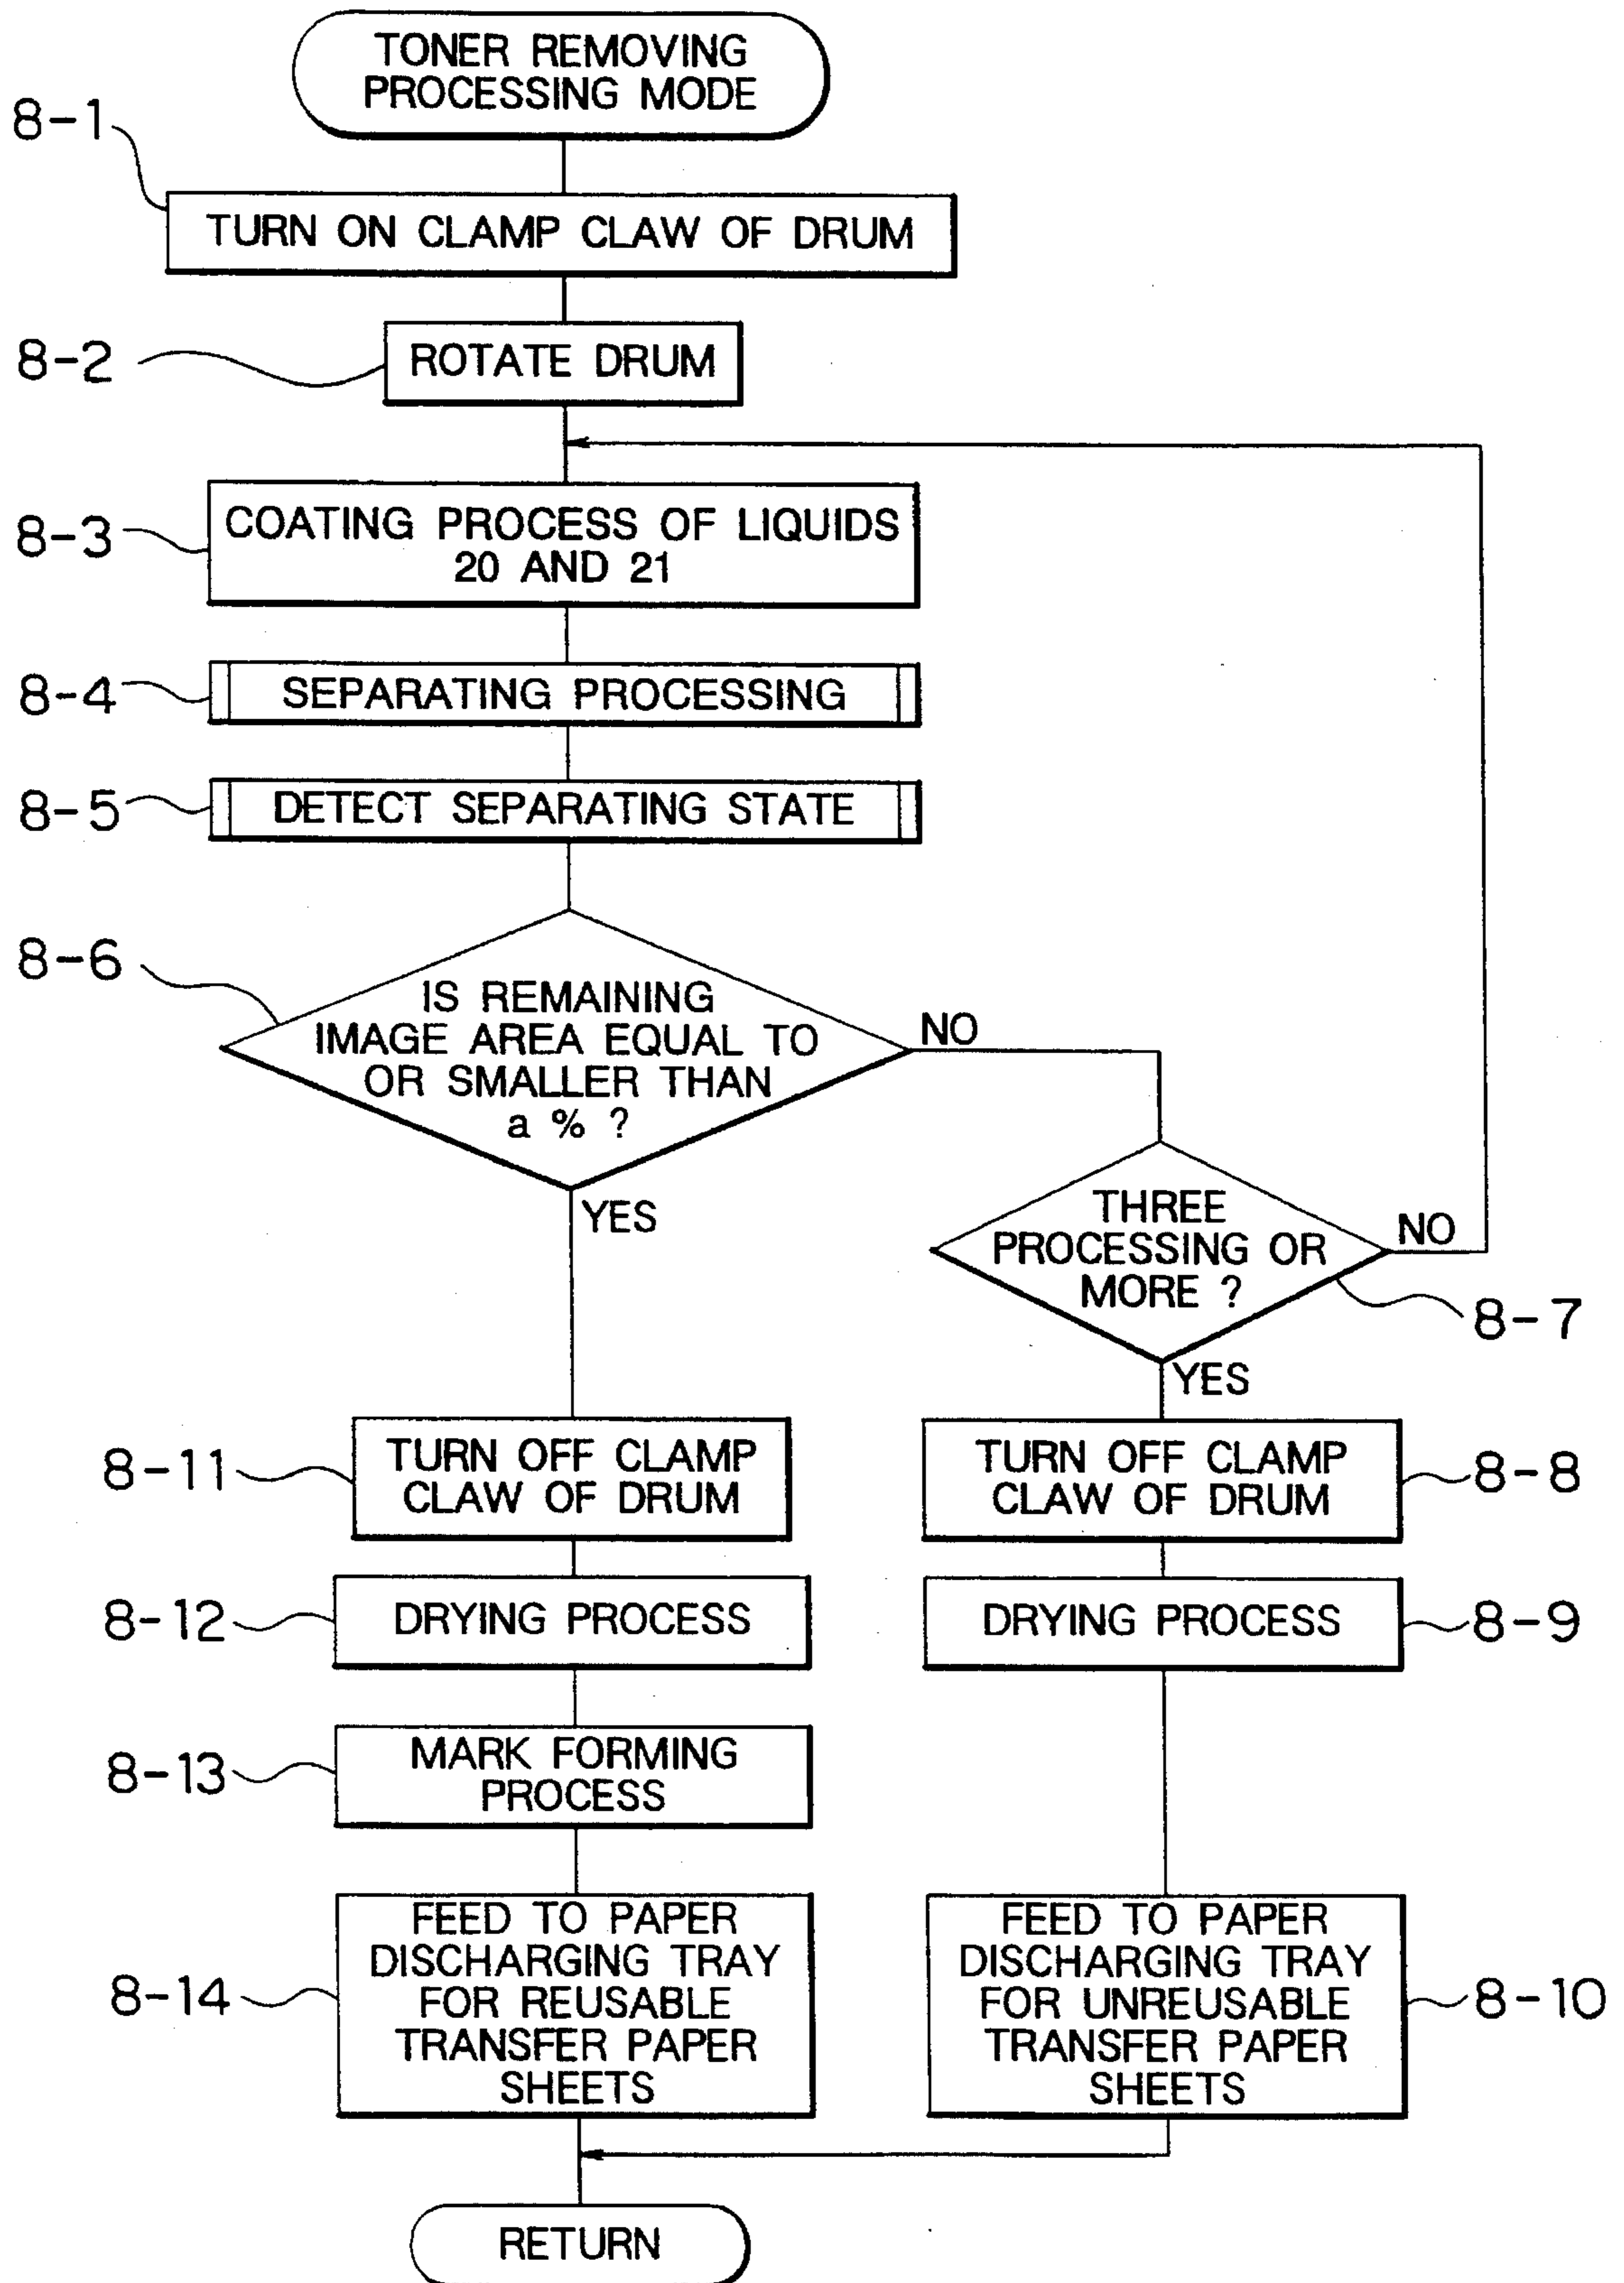 TONER REMOVING
PROCESSING MODE
8-1
TURN ON CLAMP CLAW OF DRUM
8-2
ROTATE DRUM
8-3
COATING PROCESS OF LIQUIDS
20 AND 21
8-4
SEPARATING PROCESSING
8-5
DETECT SEPARATING STATE
8-6
IS REMAINING
IMAGE AREA EQUAL TO
OR SMALLER THAN
a % ?
NO
YES
THREE
PROCESSING OR
MORE ?
NO
8-7
YES
8-11
TURN OFF CLAMP
CLAW OF DRUM
TURN OFF CLAMP
CLAW OF DRUM
8-8
8-12
DRYING PROCESS
DRYING PROCESS
8-9
8-13
MARK FORMING
PROCESS
8-14
FEED TO PAPER
DISCHARGING TRAY
FOR REUSABLE
TRANSFER PAPER
SHEETS
FEED TO PAPER
DISCHARGING TRAY
FOR UNREUSABLE
TRANSFER PAPER
SHEETS
8-10
RETURN